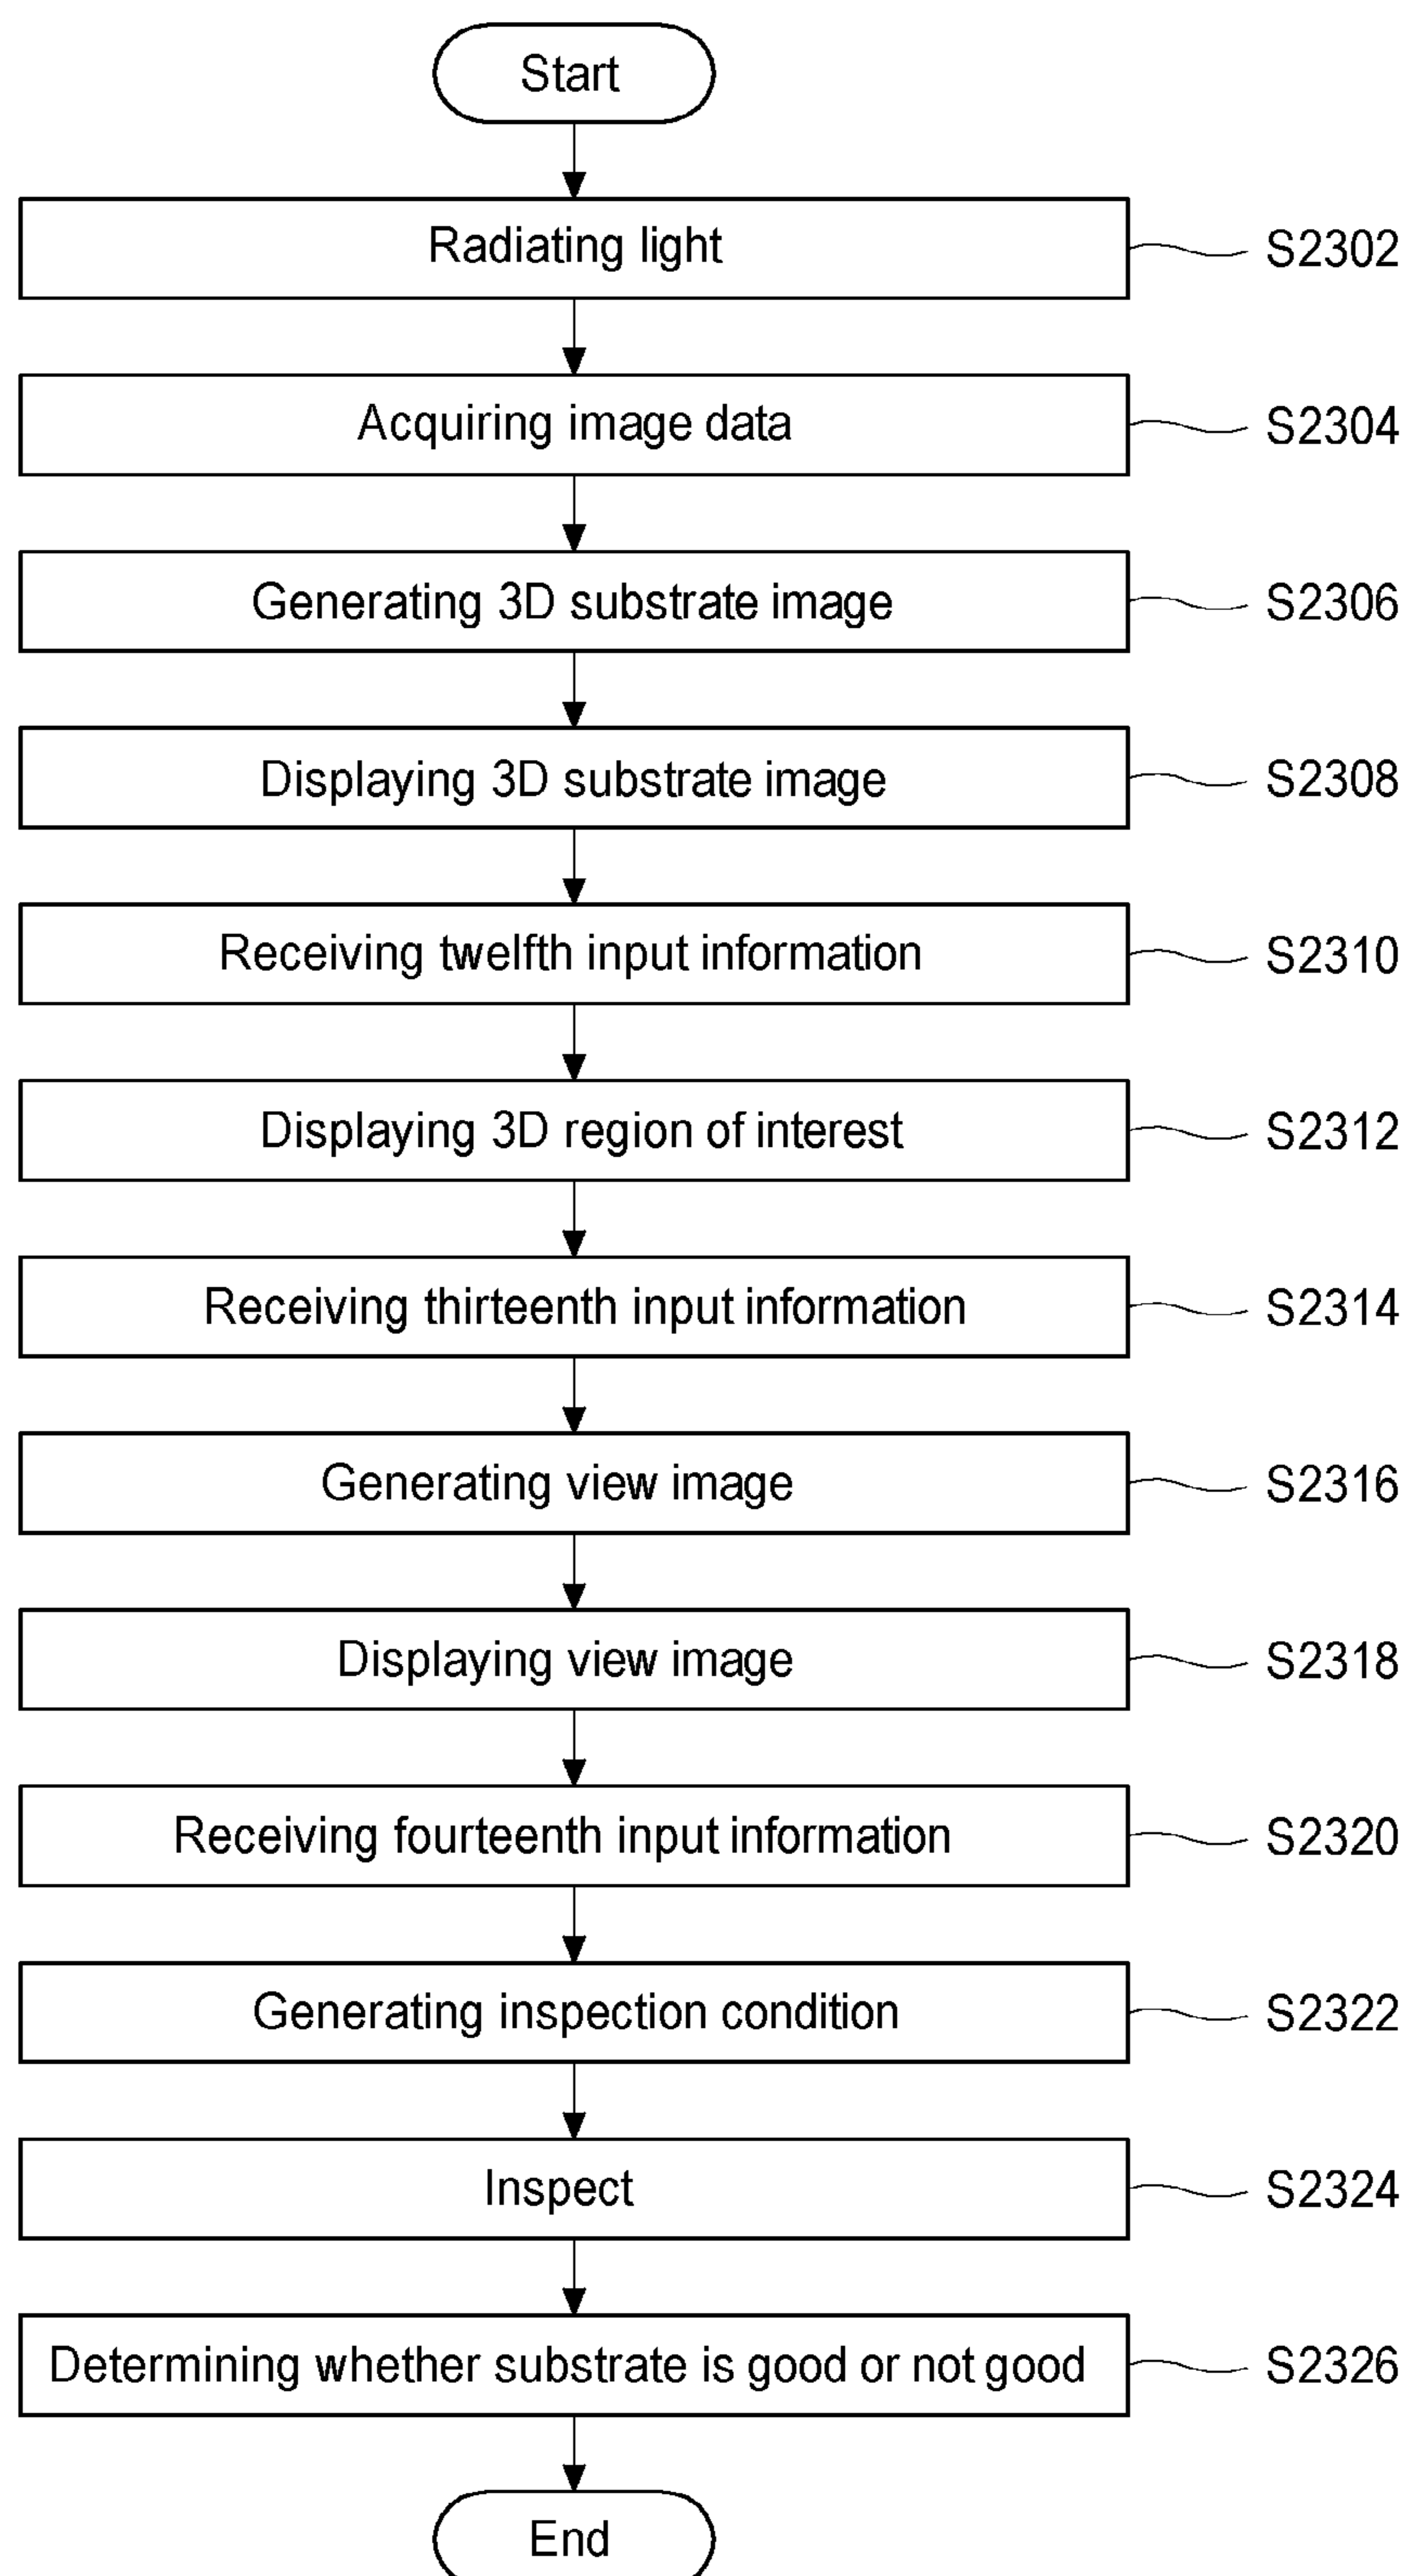 Start
Radiating light
S2302
Acquiring image data
S2304
Generating 3D substrate image
S2306
Displaying 3D substrate image
S2308
Receiving twelfth input information
S2310
Displaying 3D region of interest
S2312
Receiving thirteenth input information
S2314
Generating view image
S2316
Displaying view image
S2318
Receiving fourteenth input information
S2320
Generating inspection condition
S2322
Inspect
S2324
Determining whether substrate is good or not good
S2326
End